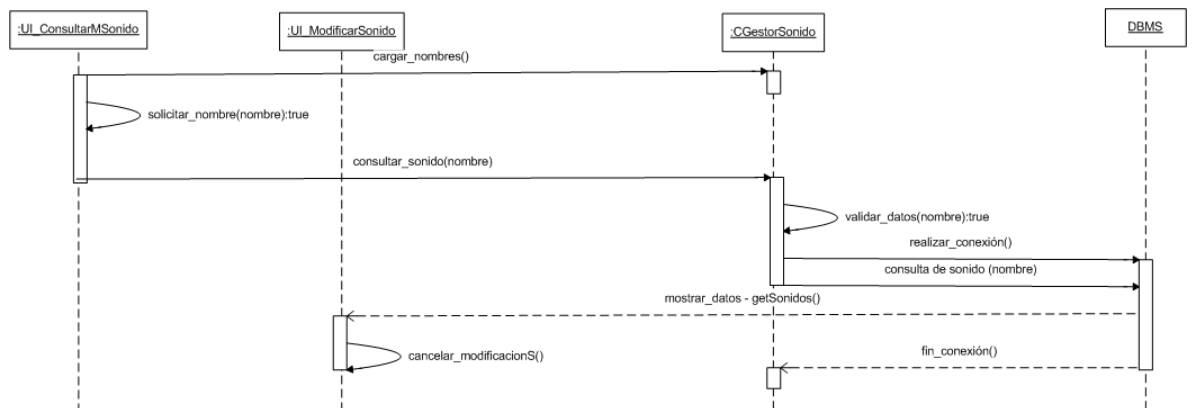 :UI_ConsultarMSonido
:UI_ModificarSonido
:CGestorSonido
DBMS
cargar_nombres()
solicitar_nombre(nombre):true
consultar_sonido(nombre)
validar_datos(nombre):true
realizar_conexión()
consulta de sonido (nombre)
mostrar_datos - getSonidos()
cancelar_modificacionS()
fin_conexión()